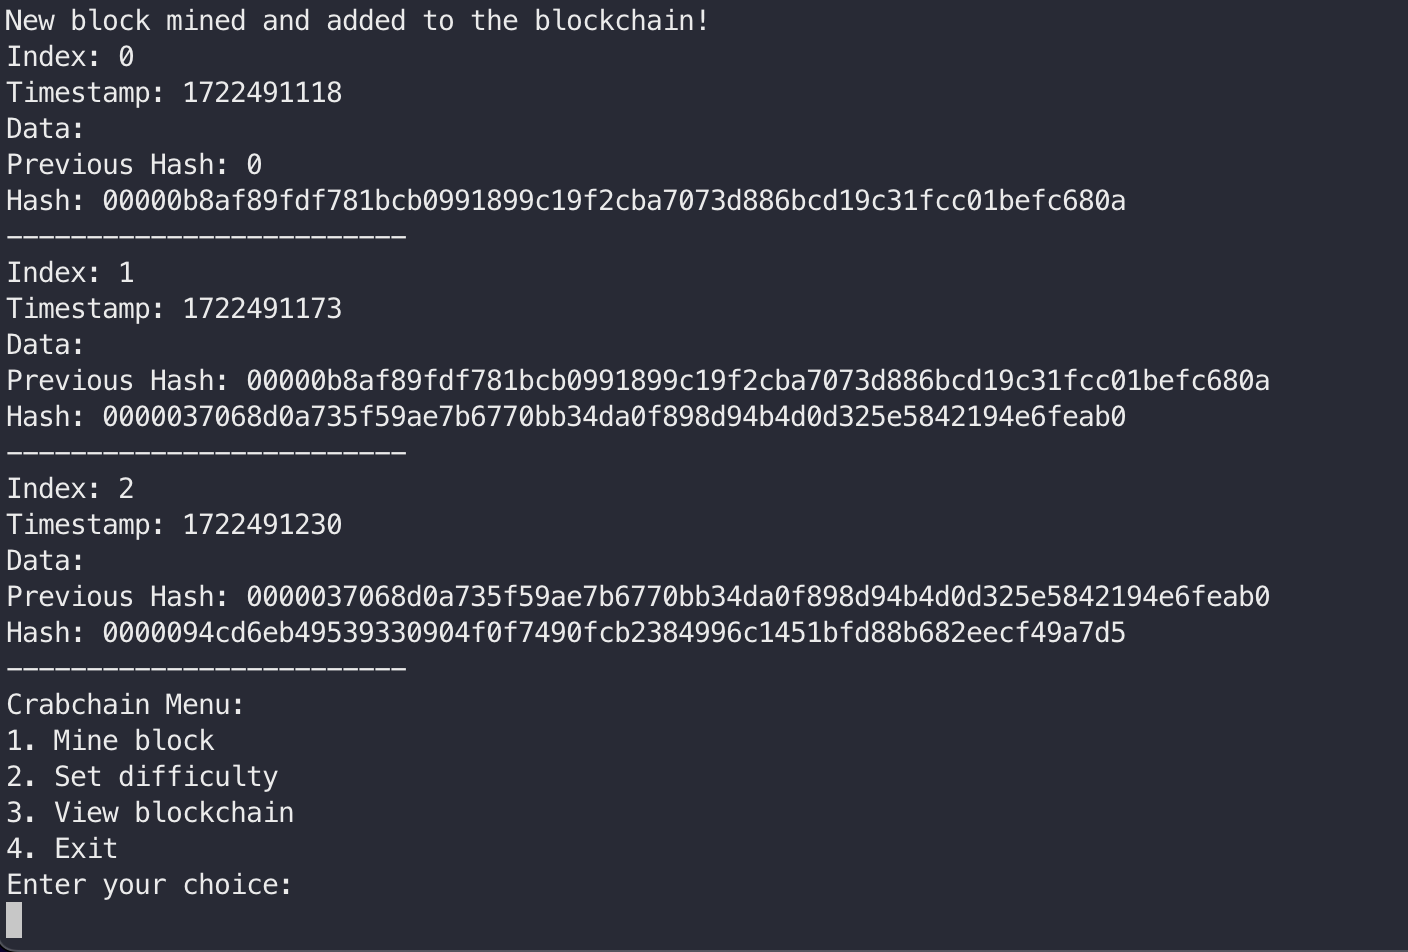 New block mined and added to the blockchain!
Index: 0
Timestamp: 1722491118
Data:
Previous Hash: 0
Hash: 00000b8af89fdf781bcb0991899c19f2cba7073d886bcd19c31fcc01befc680a
-------------------------
Index: 1
Timestamp: 1722491173
Data:
Previous Hash: 00000b8af89fdf781bcb0991899c19f2cba7073d886bcd19c31fcc01befc680a
Hash: 0000037068d0a735f59ae7b6770bb34da0f898d94b4d0d325e5842194e6feab0
-------------------------
Index: 2
Timestamp: 1722491230
Data:
Previous Hash: 0000037068d0a735f59ae7b6770bb34da0f898d94b4d0d325e5842194e6feab0
Hash: 0000094cd6eb49539330904f0f7490fcb2384996c1451bfd88b682eecf49a7d5
-------------------------
Crabchain Menu:
1. Mine block
2. Set difficulty
3. View blockchain
4. Exit
Enter your choice: